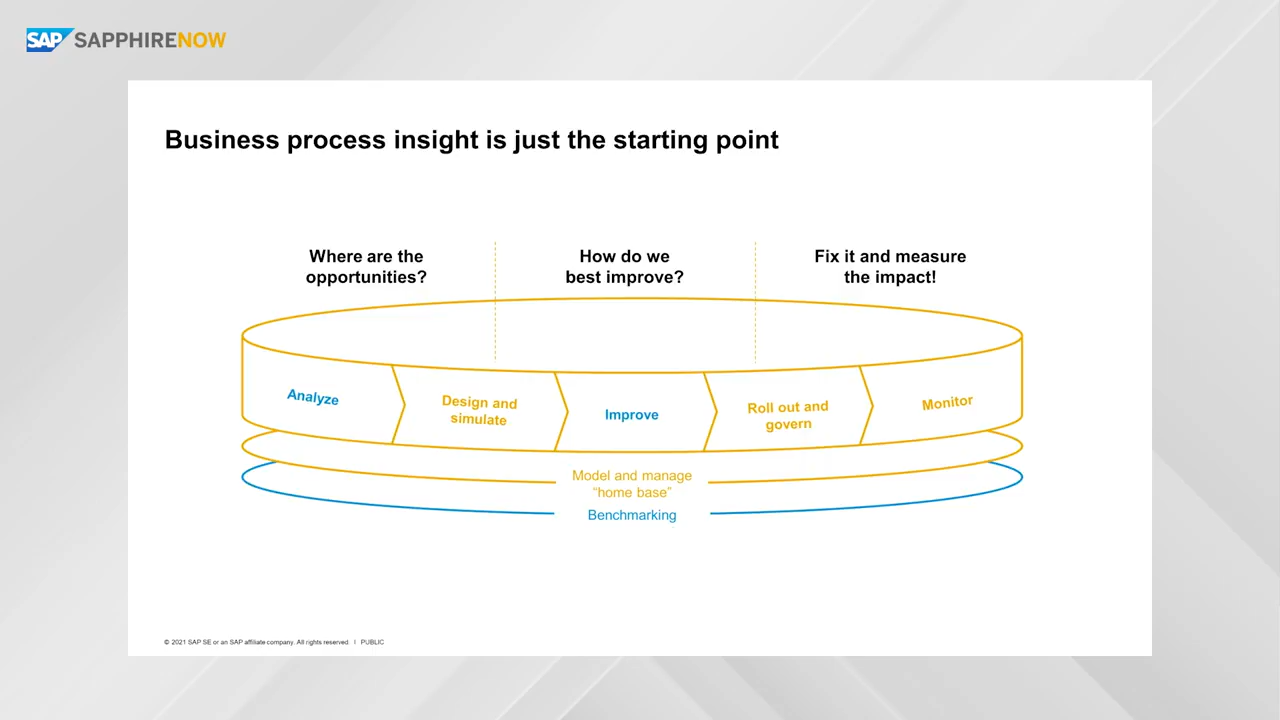 SAP SAPPHIRENOW
Business process insight is just the starting point
Where are the
opportunities?
How do we
best improve?
Fix it and measure
the impact!
Analyze
Design and
simulate
Improve
Roll out and
govern
Monitor
Model and manage
“home base”
Benchmarking
© 2021 SAP SE or an SAP affiliate company. All rights reserved. I PUBLIC